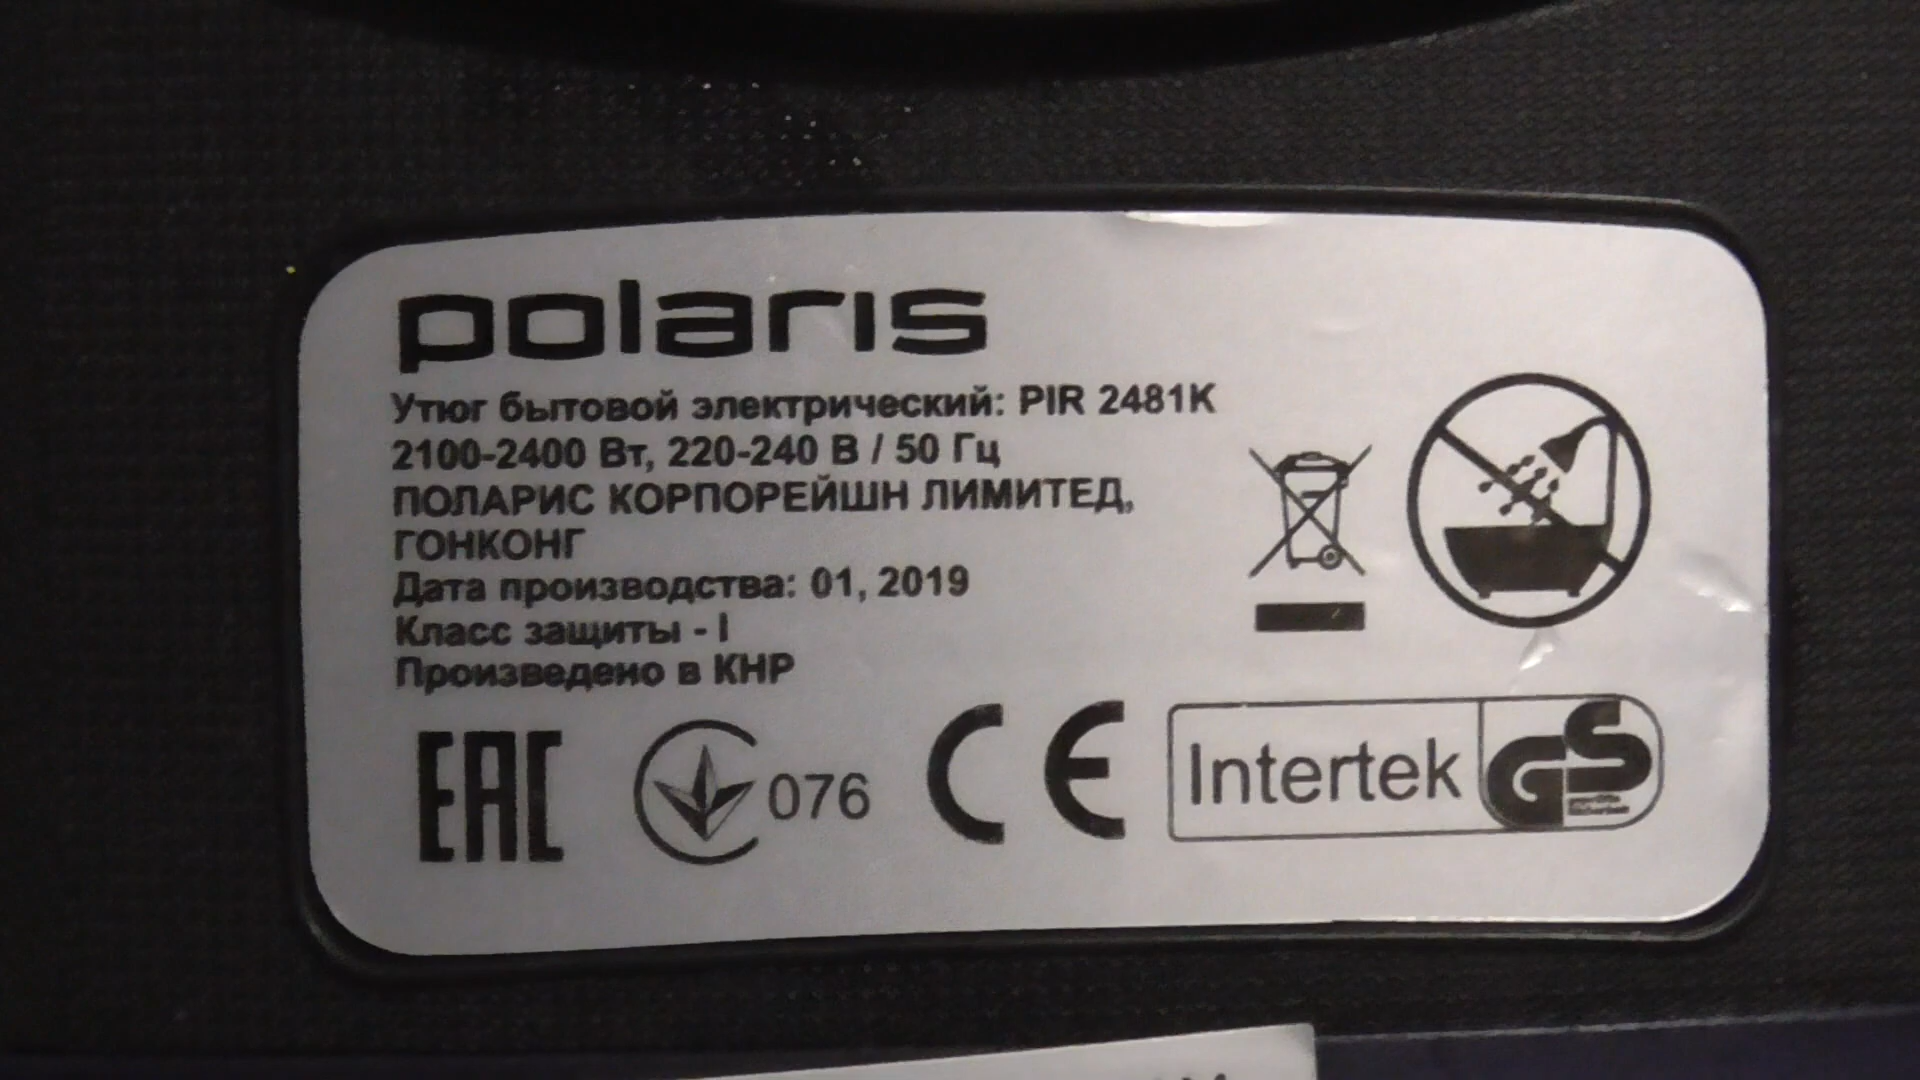 polaris
Утюг бытовой электрический: PIR 2481K
2100-2400 Вт, 220-240 В / 50 Гц
ПОЛАРИС КОРПОРЕЙШН ЛИМИТЕД,
ГОНКОНГ
Дата производства: 01, 2019
Класс защиты - I
Произведено в КНР
EAC 076 CE Intertek GS